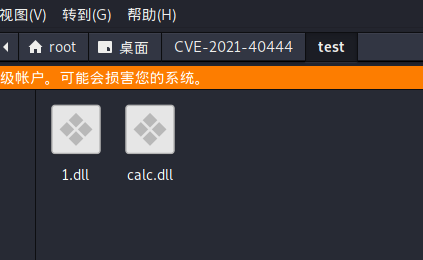 视图(V) 转到(G) 帮助(H)
root 桌面 CVE-2021-40444 test
级帐户。可能会损害您的系统。
1.dll calc.dll